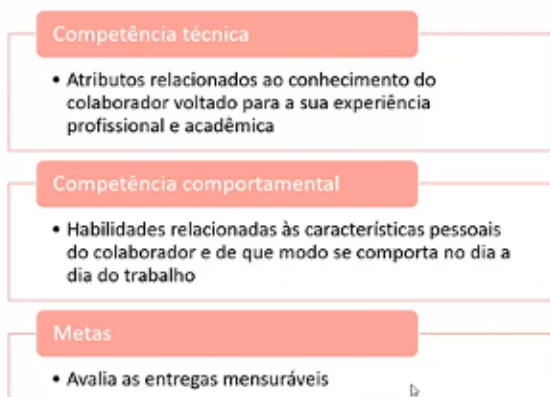 Competência técnica
• Atributos relacionados ao conhecimento do
colaborador voltado para a sua experiência
profissional e acadêmica
Competência comportamental
• Habilidades relacionadas às características pessoais
do colaborador e de que modo se comporta no dia a
dia do trabalho
Metas
• Avalia as entregas mensuráveis